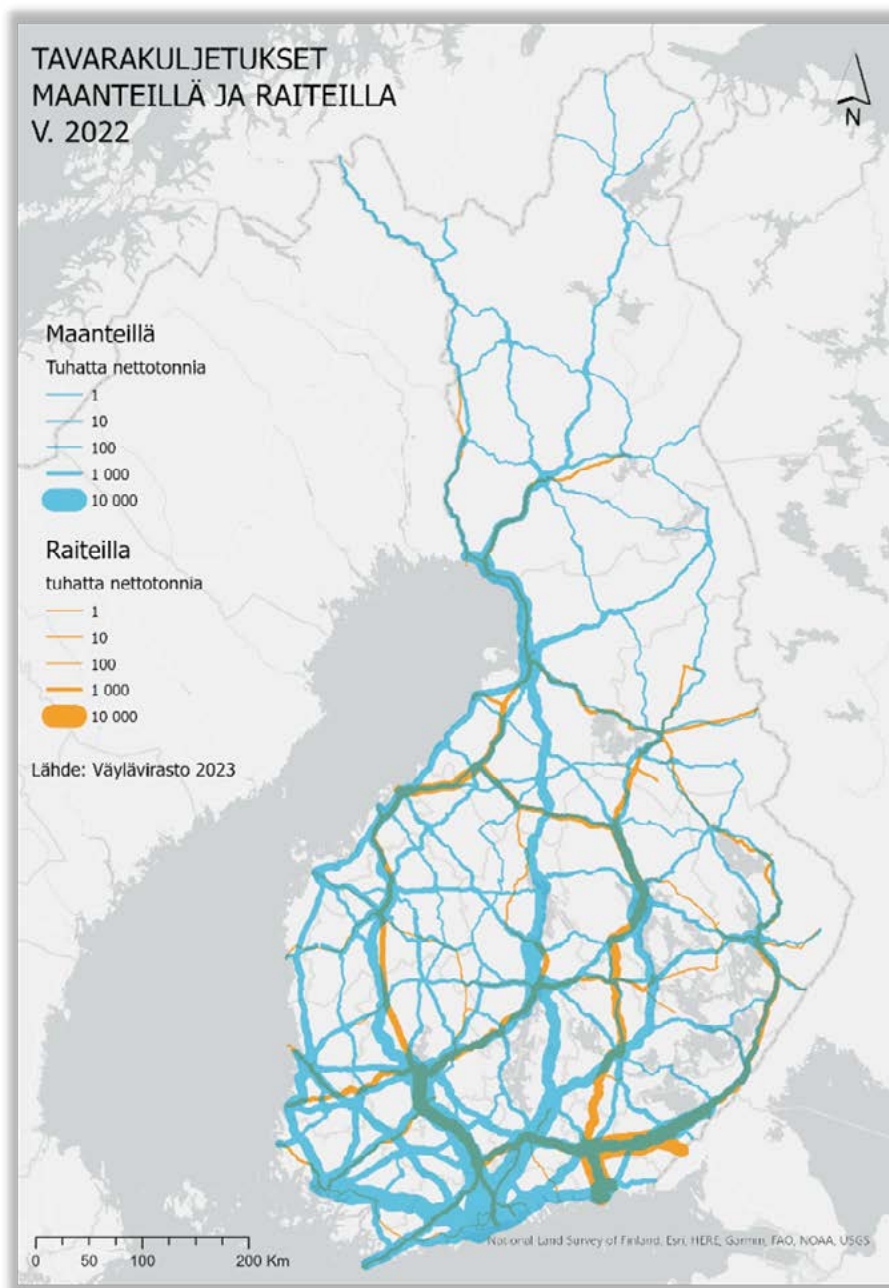 TAVARAKULJETUKSET
MAANTEILLÄ JA RAITEILLA
V. 2022
N
Maanteillä
Tuhatta nettotonnia
1
10
100
1 000
10 000
Raiteilla
tuhatta nettotonnia
1
10
100
1 000
10 000
Lähde: Väylävirasto 2023
National Land Survey of Finland, Esri, HERE, Garmin, FAO, NOAA, USGS
0 50 100 200 Km